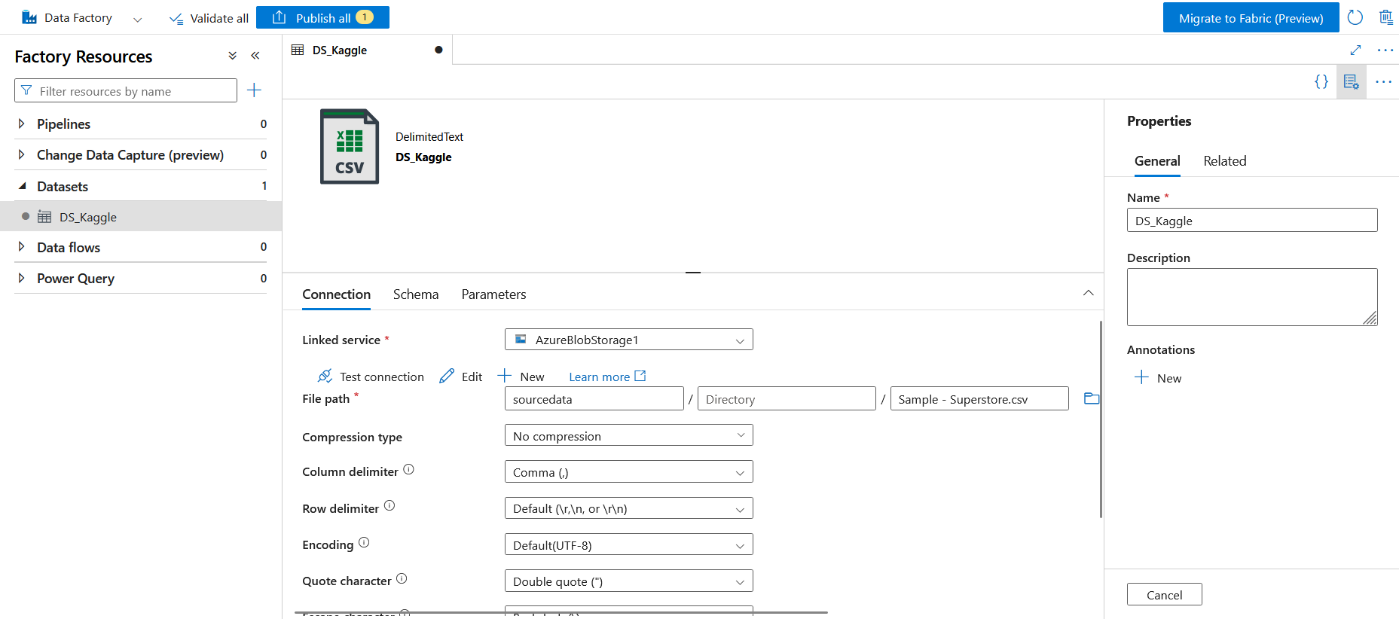 Data Factory
Validate all
Publish all 1
Migrate to Fabric (Preview)
Factory Resources
DS_Kaggle
Filter resources by name
Pipelines 0
Change Data Capture (preview) 0
Datasets 1
DS_Kaggle
Data flows 0
Power Query 0
X
CSV
DelimitedText
DS_Kaggle
Connection Schema Parameters
Linked service * AzureBlobStorage1
Test connection Edit New Learn more
File path * sourcedata / Directory / Sample - Superstore.csv
Compression type No compression
Column delimiter Comma (,)
Row delimiter Default (\r,\n, or \r\n)
Encoding Default(UTF-8)
Quote character Double quote (")
Properties
General Related
Name *
DS_Kaggle
Description
Annotations
New
Cancel